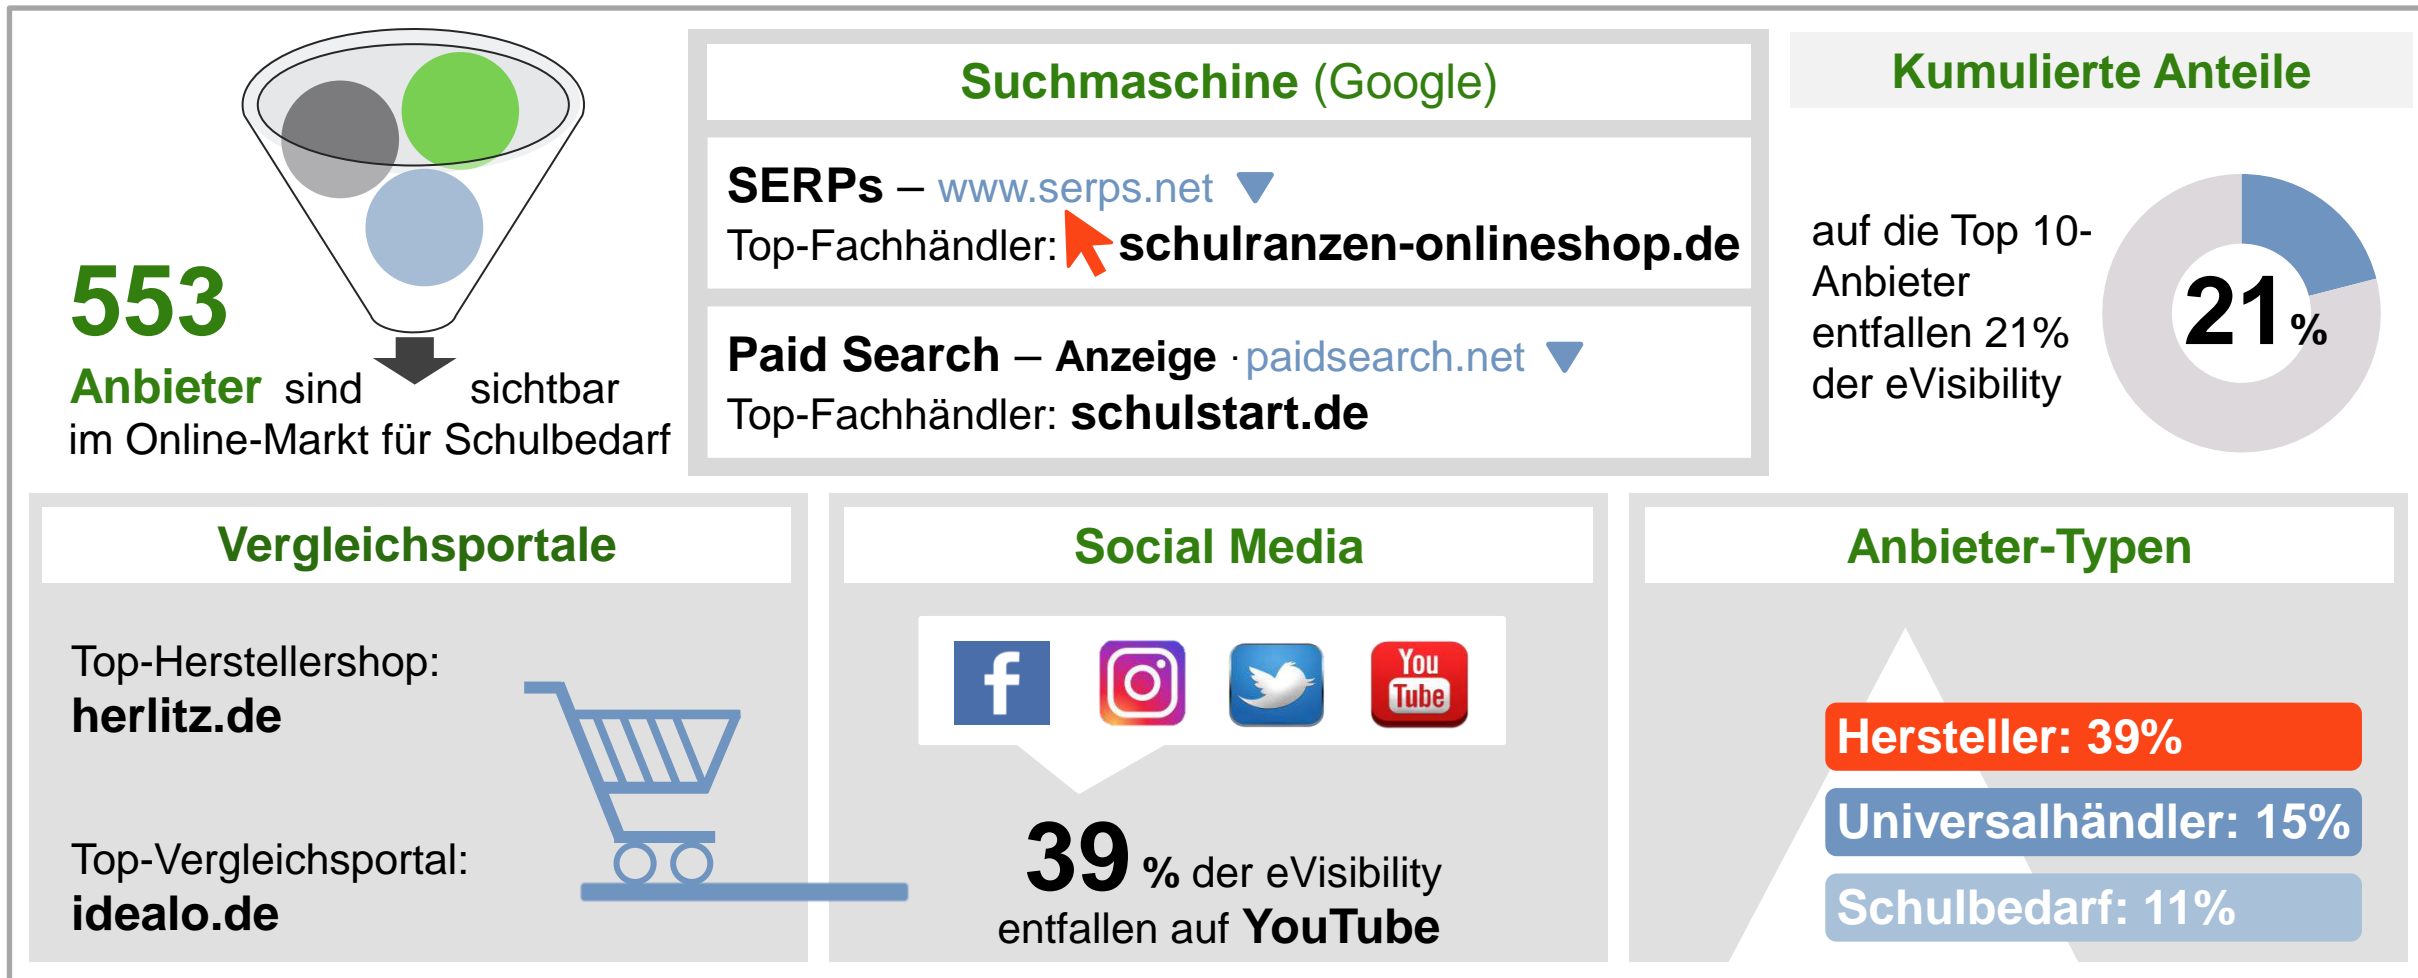 553
Anbieter sind sichtbar
im Online-Markt für Schulbedarf
Suchmaschine (Google)
SERPs – www.serps.net
Top-Fachhändler: schulranzen-onlineshop.de
Paid Search – Anzeige · paidsearch.net
Top-Fachhändler: schulstart.de
Kumulierte Anteile
auf die Top 10-
Anbieter
entfallen 21%
der eVisibility
21%
Vergleichsportale
Top-Herstellershop:
herlitz.de
Top-Vergleichsportal:
idealo.de
Social Media
f
You
Tube
39 % der eVisibility
entfallen auf YouTube
Anbieter-Typen
Hersteller: 39%
Universalhändler: 15%
Schulbedarf: 11%